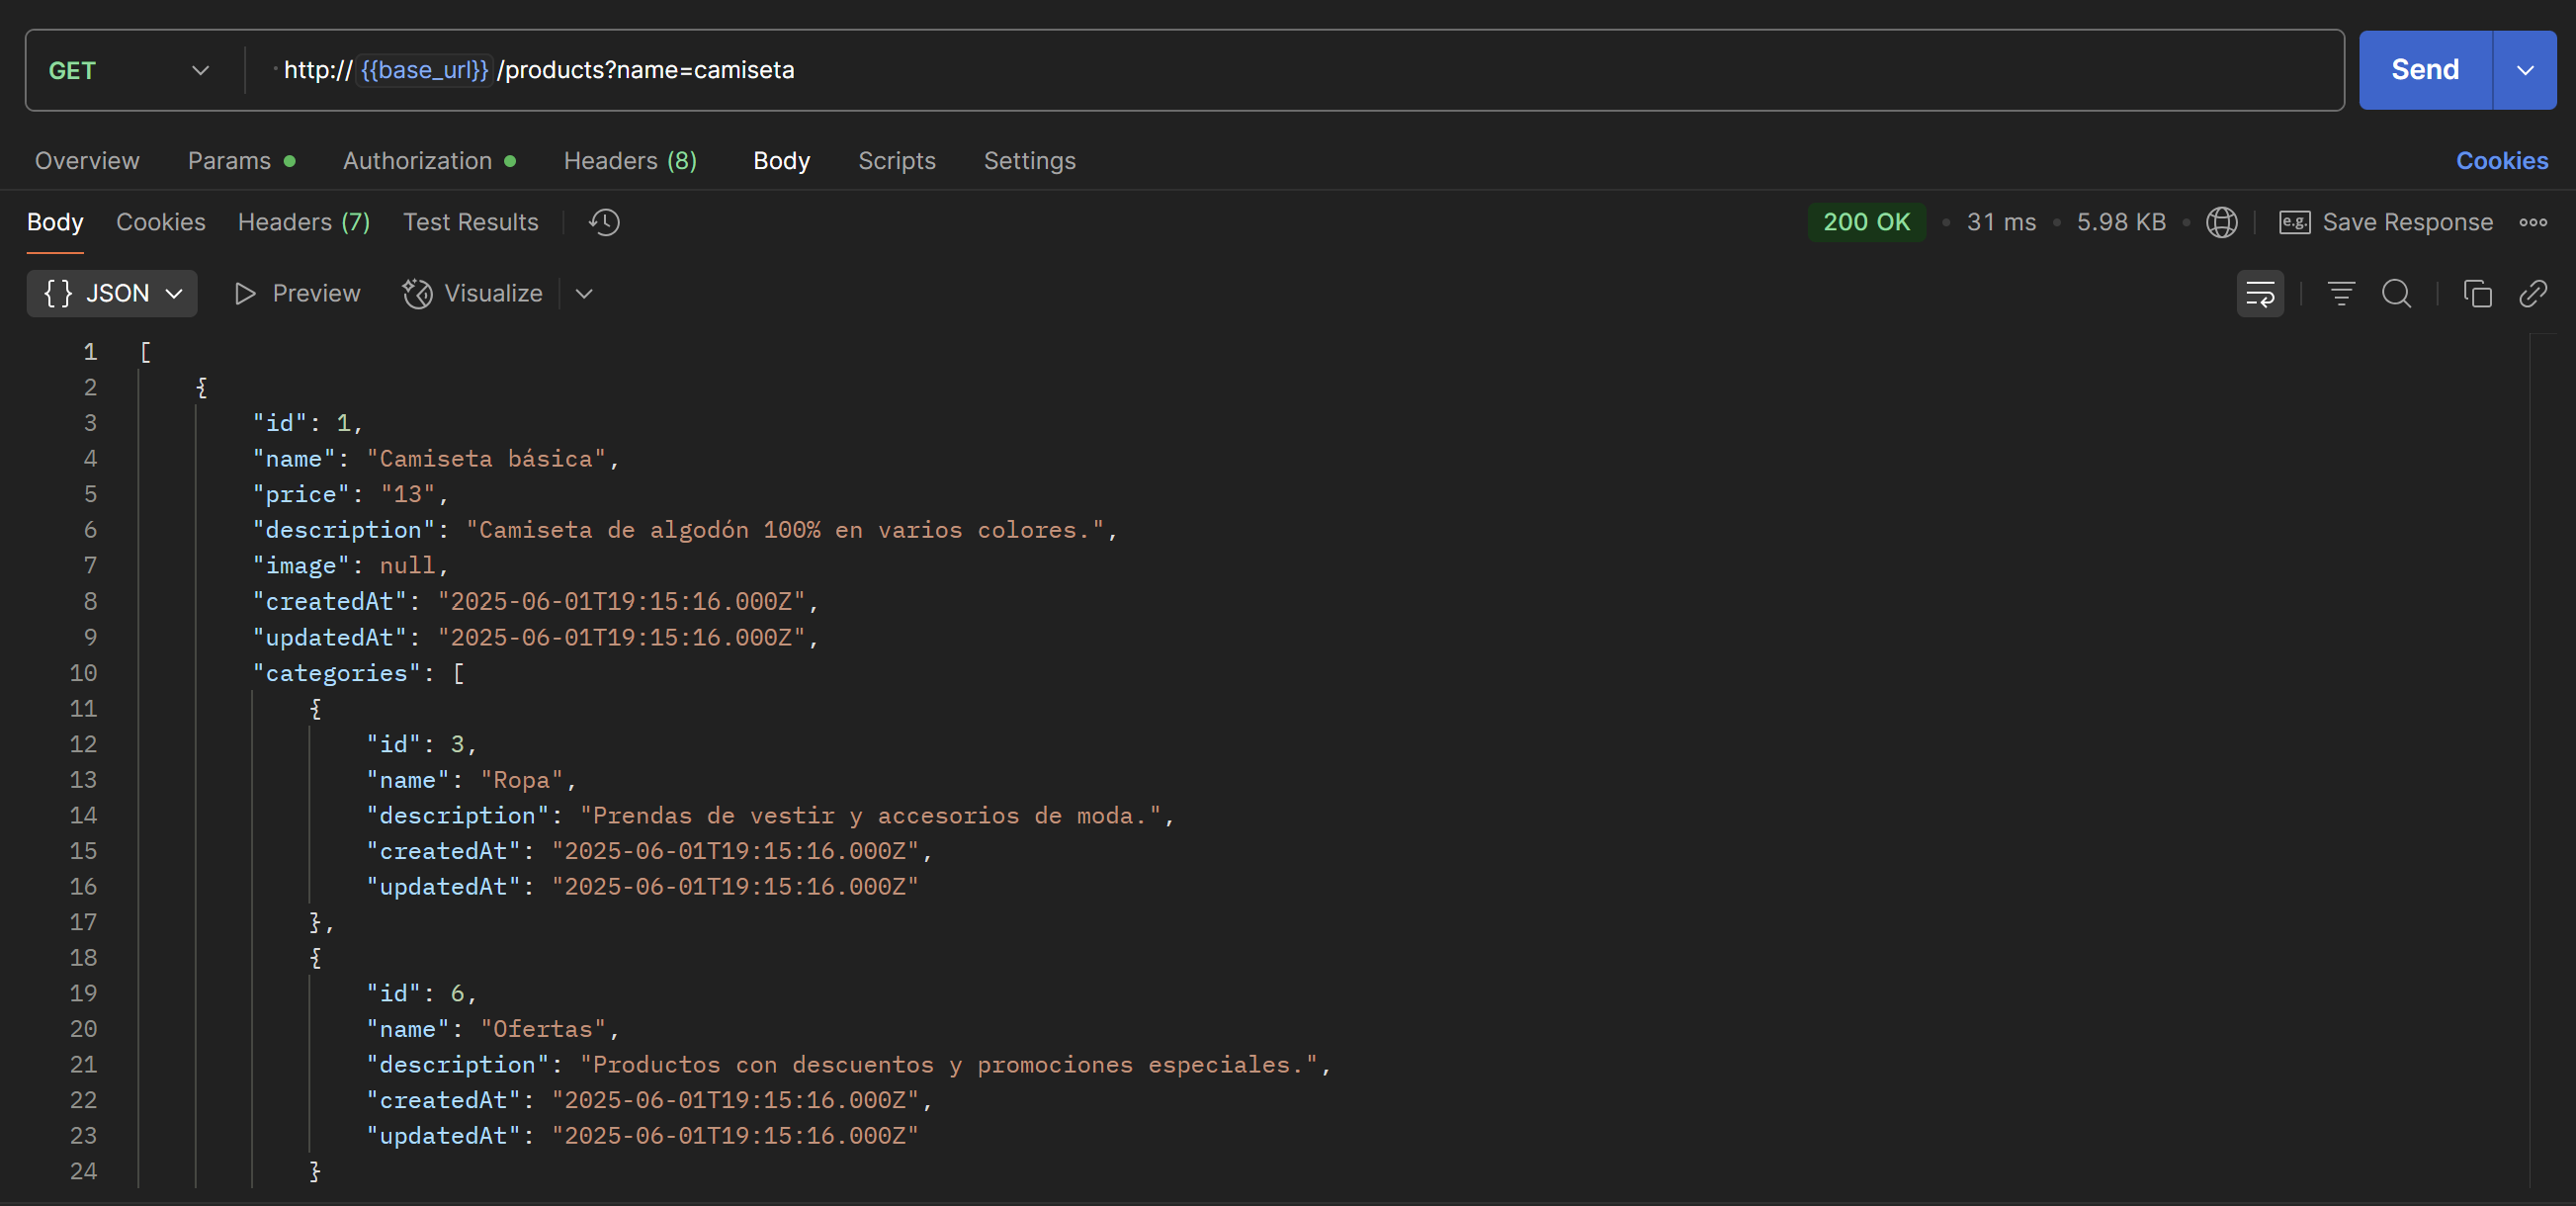 GET http://{{base_url}}/products?name=camiseta Send
Overview Params Authorization Headers (8) Body Scripts Settings Cookies
Body Cookies Headers (7) Test Results 200 OK 31 ms 5.98 KB e.g. Save Response
{ } JSON Preview Visualize
1 [
2 {
3 "id": 1,
4 "name": "Camiseta básica",
5 "price": "13",
6 "description": "Camiseta de algodón 100% en varios colores.",
7 "image": null,
8 "createdAt": "2025-06-01T19:15:16.000Z",
9 "updatedAt": "2025-06-01T19:15:16.000Z",
10 "categories": [
11 {
12 "id": 3,
13 "name": "Ropa",
14 "description": "Prendas de vestir y accesorios de moda.",
15 "createdAt": "2025-06-01T19:15:16.000Z",
16 "updatedAt": "2025-06-01T19:15:16.000Z"
17 },
18 {
19 "id": 6,
20 "name": "Ofertas",
21 "description": "Productos con descuentos y promociones especiales.",
22 "createdAt": "2025-06-01T19:15:16.000Z",
23 "updatedAt": "2025-06-01T19:15:16.000Z"
24 }